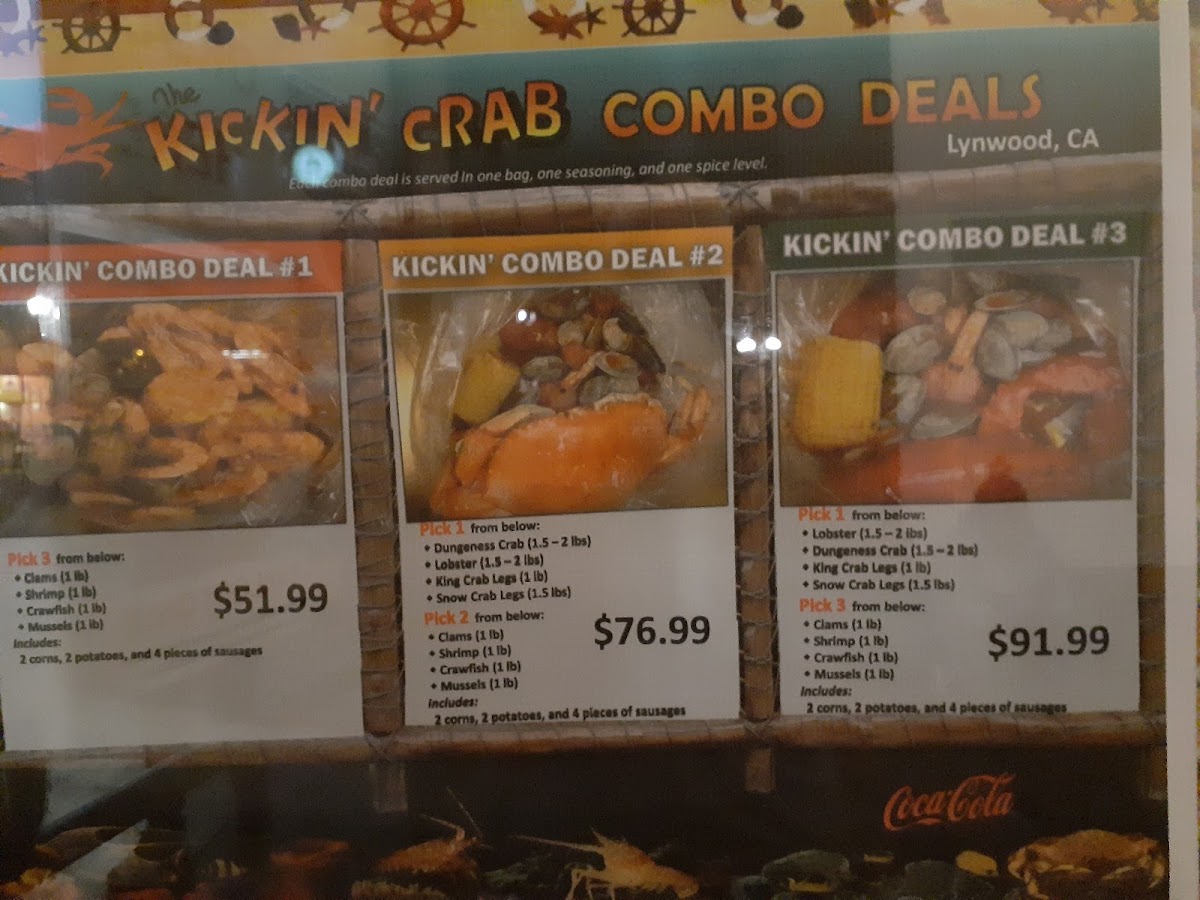 The
KICKIN' CRAB COMBO DEALS
Lynwood, CA
Each combo deal is served in one bag, one seasoning, and one spice level.
KICKIN' COMBO DEAL #1
Pick 3 from below:
• Clams (1 lb)
• Shrimp (1 lb)
• Crawfish (1 lb)
• Mussels (1 lb)
$51.99
Includes:
2 corns, 2 potatoes, and 4 pieces of sausages
KICKIN' COMBO DEAL #2
Pick 1 from below:
• Dungeness Crab (1.5 – 2 lbs)
• Lobster (1.5 – 2 lbs)
• King Crab Legs (1 lb)
• Snow Crab Legs (1.5 lbs)
Pick 2 from below:
• Clams (1 lb)
• Shrimp (1 lb)
• Crawfish (1 lb)
• Mussels (1 lb)
$76.99
Includes:
2 corns, 2 potatoes, and 4 pieces of sausages
KICKIN' COMBO DEAL #3
Pick 1 from below:
• Lobster (1.5 – 2 lbs)
• Dungeness Crab (1.5 – 2 lbs)
• King Crab Legs (1 lb)
• Snow Crab Legs (1.5 lbs)
Pick 3 from below:
• Clams (1 lb)
• Shrimp (1 lb)
• Crawfish (1 lb)
• Mussels (1 lb)
$91.99
Includes:
2 corns, 2 potatoes, and 4 pieces of sausages
Coca-Cola